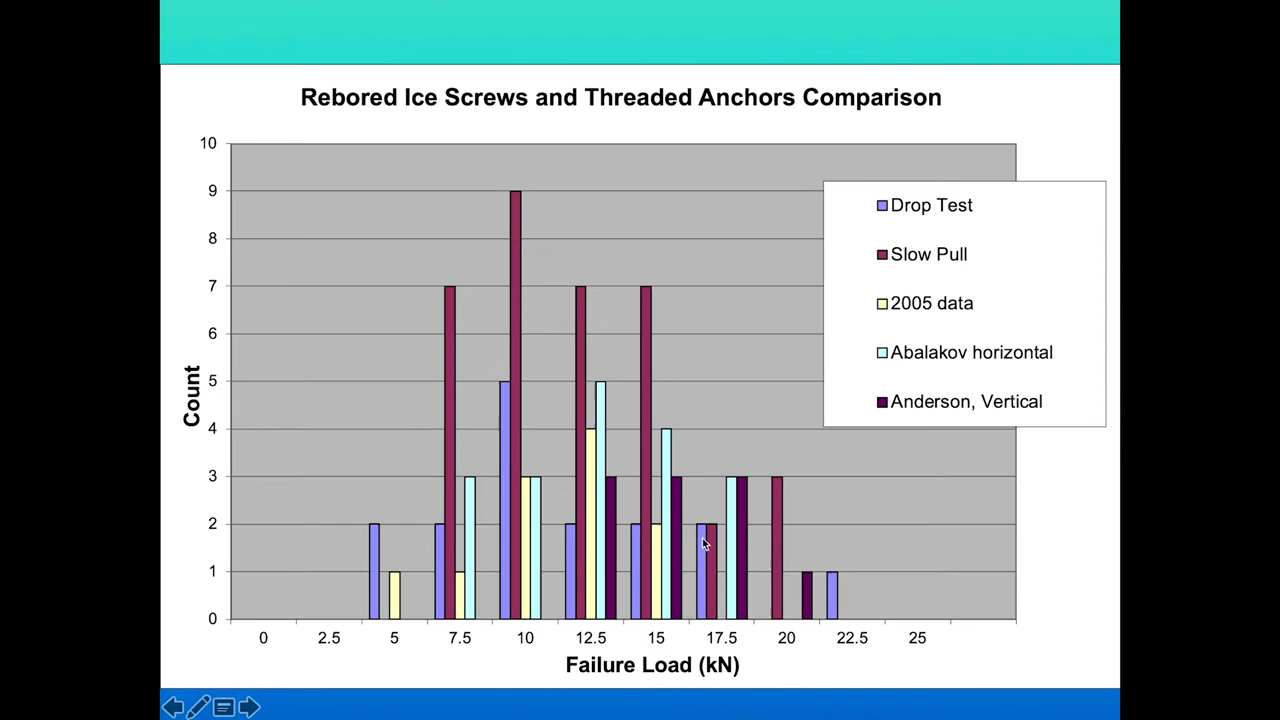 Rebored Ice Screws and Threaded Anchors Comparison
10
9
8
7
6
5
4
3
2
1
0
Count
Drop Test
Slow Pull
2005 data
Abalakov horizontal
Anderson, Vertical
0 2.5 5 7.5 10 12.5 15 17.5 20 22.5 25
Failure Load (kN)